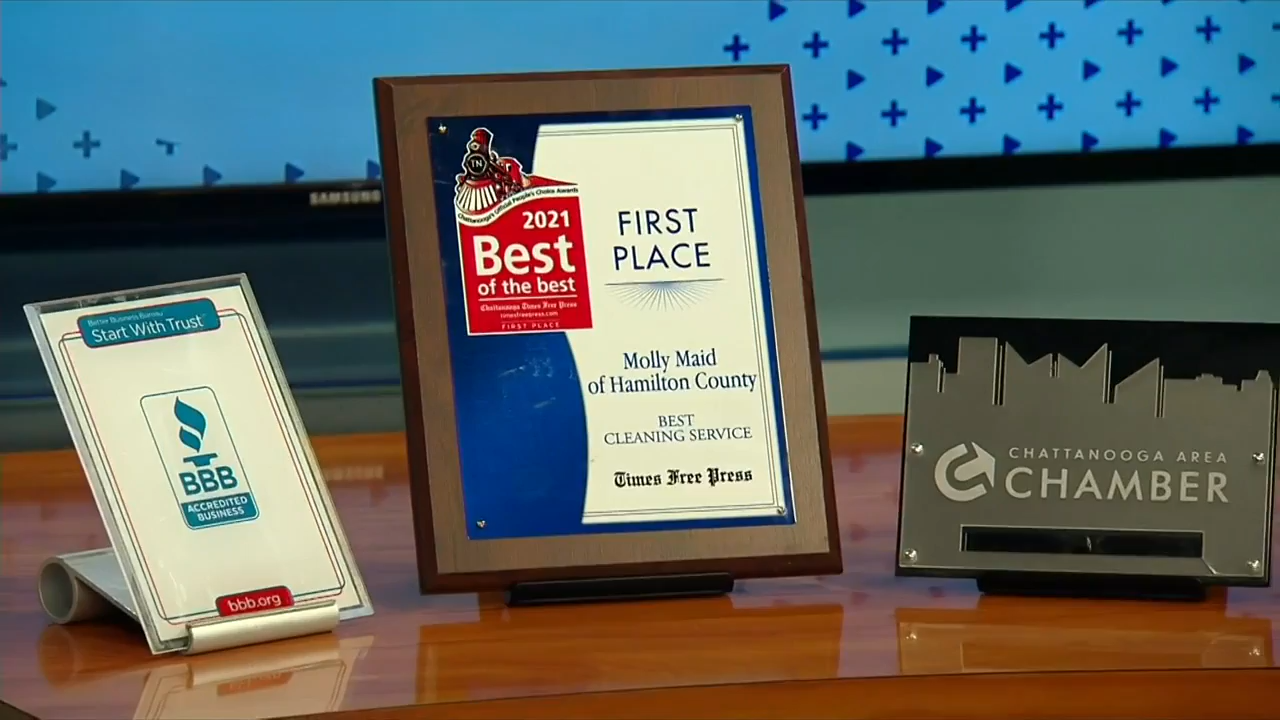 SAMSUNG
Better Business Bureau
Start With Trust
BBB
ACCREDITED
BUSINESS
bbb.org
TN
Chattanooga's Official People's Choice Awards
2021
Best
of the best
Chattanooga Times Free Press
timesfreepress.com
FIRST PLACE
FIRST
PLACE
Molly Maid
of Hamilton County
BEST
CLEANING SERVICE
Times Free Press
CHATTANOOGA AREA
CHAMBER